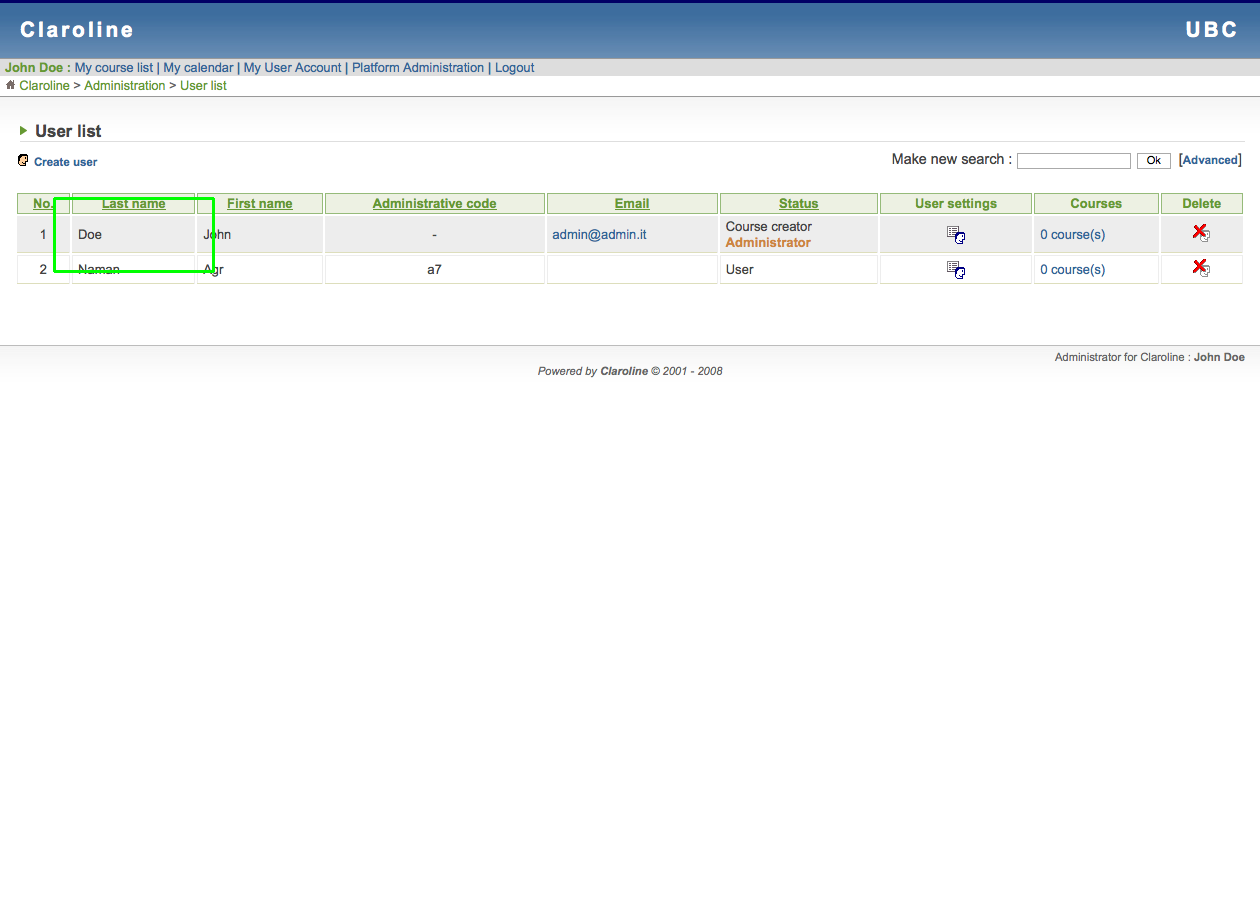 Claroline UBC
John Doe : My course list | My calendar | My User Account | Platform Administration | Logout
Claroline > Administration > User list
User list
Create user Make new search : Ok [Advanced]
No. Last name First name Administrative code Email Status User settings Courses Delete
1 Doe John - admin@admin.it Course creator Administrator 0 course(s)
2 Naman Agr a7 User 0 course(s)
Administrator for Claroline : John Doe
Powered by Claroline © 2001 - 2008